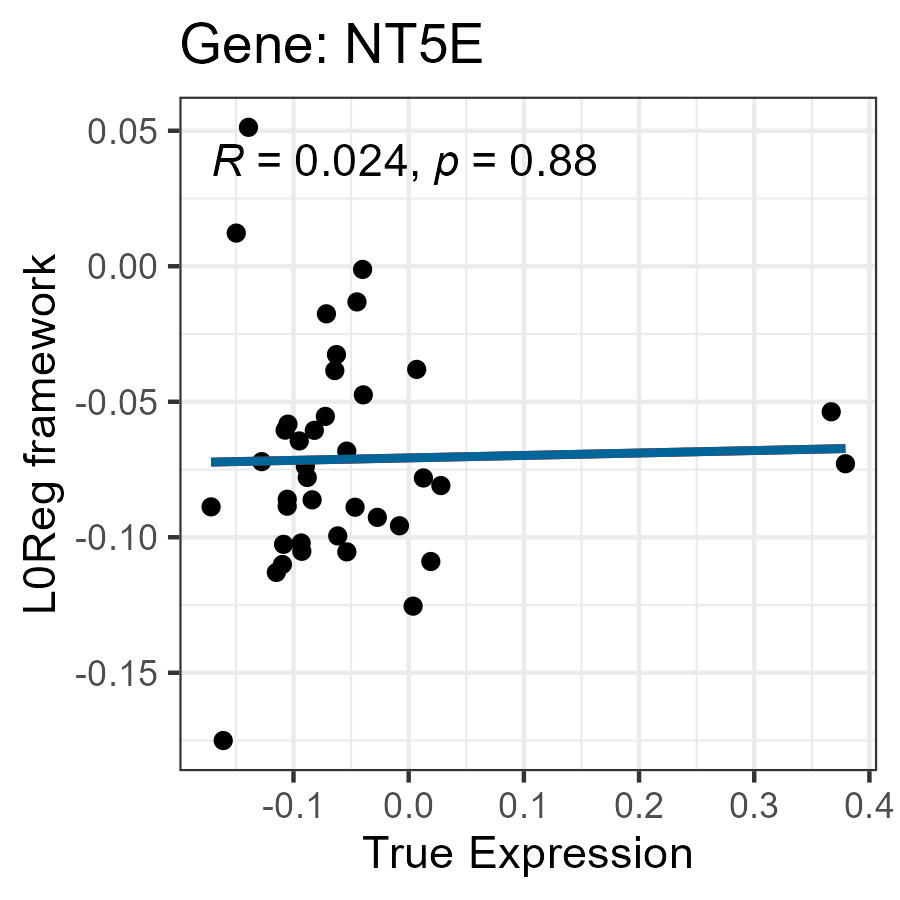 Gene: NT5E
R = 0.024, p = 0.88
L0Reg framework
0.05
0.00
-0.05
-0.10
-0.15
-0.1
0.0
0.1
0.2
0.3
0.4
True Expression